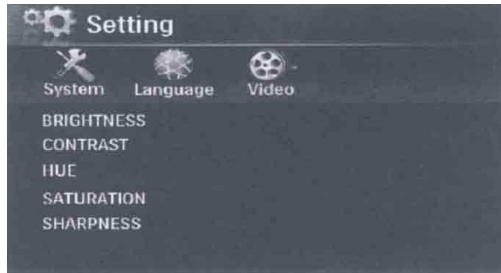 Setting
System Language Video
BRIGHTNESS
CONTRAST
HUE
SATURATION
SHARPNESS